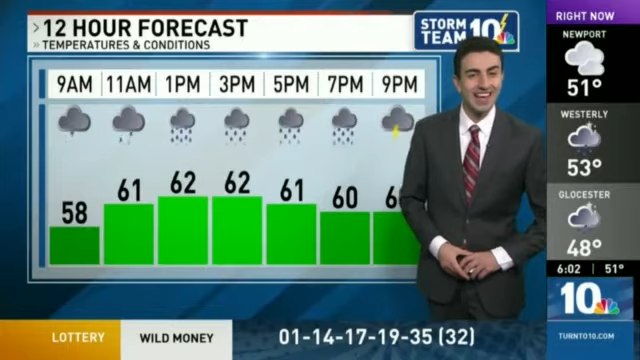 > 12 HOUR FORECAST
» TEMPERATURES & CONDITIONS
STORM
TEAM 10
9AM 11AM 1PM 3PM 5PM 7PM 9PM
58 61 62 62 61 60 6
RIGHT NOW
NEWPORT
51°
WESTERLY
53°
GLOCESTER
48°
6:02 51°
10
TURNTO10.COM
LOTTERY WILD MONEY 01-14-17-19-35 (32)